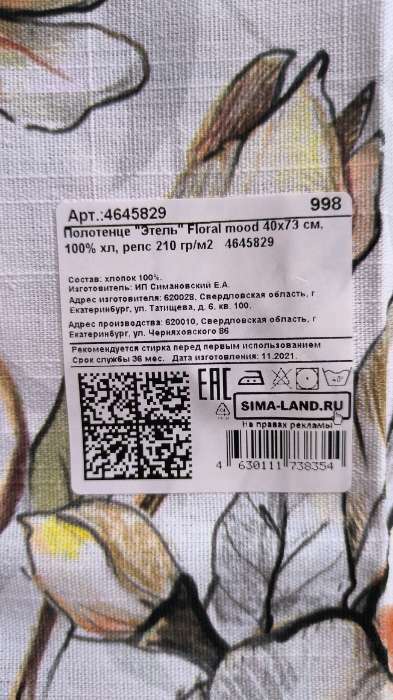 Арт.:4645829 998
Полотенце "Этель" Floral mood 40х73 см,
100% хл, репс 210 гр/м2 4645829
Состав: хлопок 100%.
Изготовитель: ИП Симановский Е.А.
Адрес изготовителя: 620028, Свердловская область, г
Екатеринбург, ул. Татищева, д. 6, кв. 100.
Адрес производства: 620010, Свердловская область, г
Екатеринбург, ул. Черняховского 86
Рекомендуется стирка перед первым использованием
Срок службы 36 мес. Дата изготовления: 11.2021.
EAC
SIMA-LAND.RU
На правах рекламы
4 630111 738354